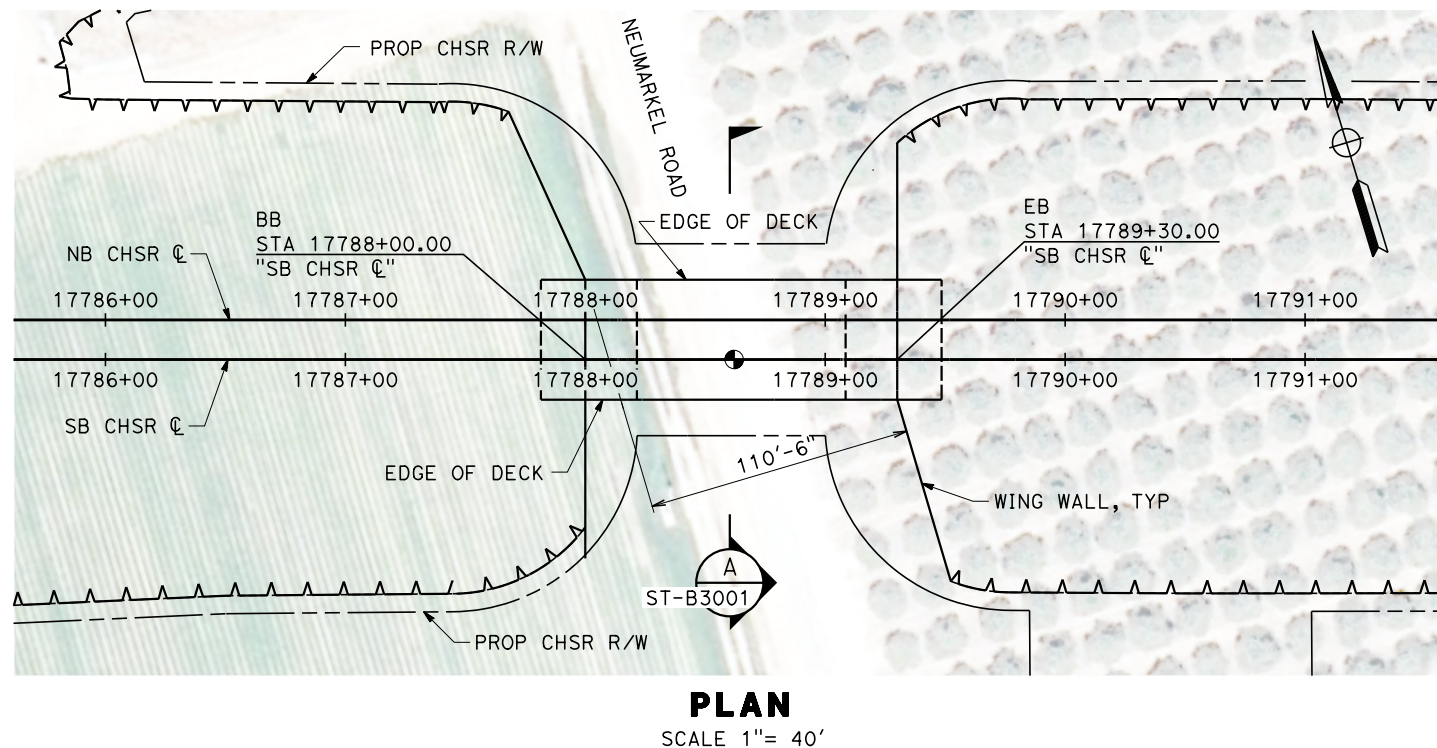 PROP CHSR R/W
NEUMARKEL ROAD
EDGE OF DECK
BB
STA 17788+00.00
"SB CHSR ℄"
EB
STA 17789+30.00
"SB CHSR ℄"
NB CHSR ℄
17786+00 17787+00 17788+00 17789+00 17790+00 17791+00
17786+00 17787+00 17788+00 17789+00 17790+00 17791+00
SB CHSR ℄
EDGE OF DECK
110'-6"
WING WALL, TYP
A
ST-B3001
PROP CHSR R/W
PLAN
SCALE 1"= 40'